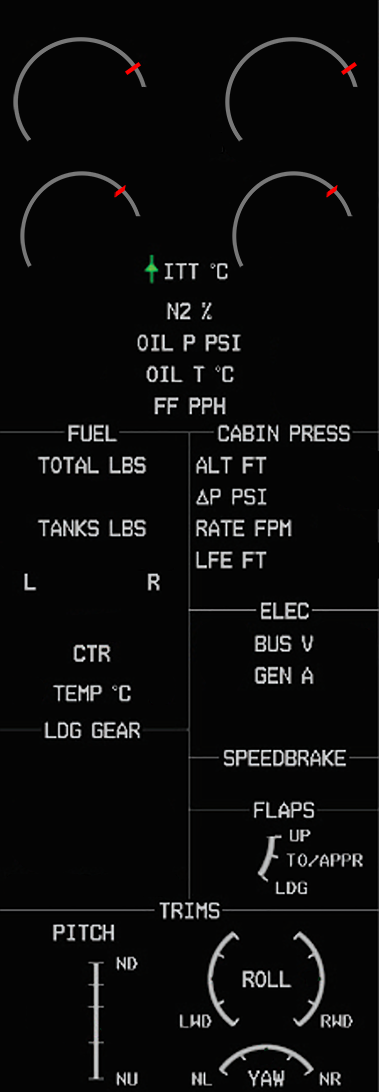 ITT °C
N2 %
OIL P PSI
OIL T °C
FF PPH
FUEL
TOTAL LBS
TANKS LBS
L R
CTR
TEMP °C
LDG GEAR
CABIN PRESS
ALT FT
ΔP PSI
RATE FPM
LFE FT
ELEC
BUS V
GEN A
SPEEDBRAKE
FLAPS
UP
TO/APPR
LDG
TRIMS
PITCH
ND
NU
ROLL
LWD RWD
NL YAW NR